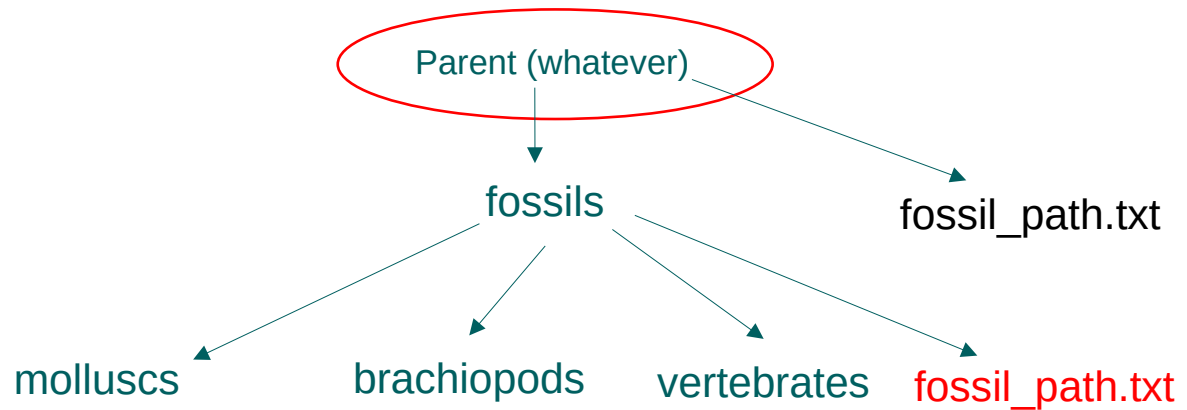 Parent (whatever)
fossils
fossil_path.txt
molluscs
brachiopods
vertebrates
fossil_path.txt